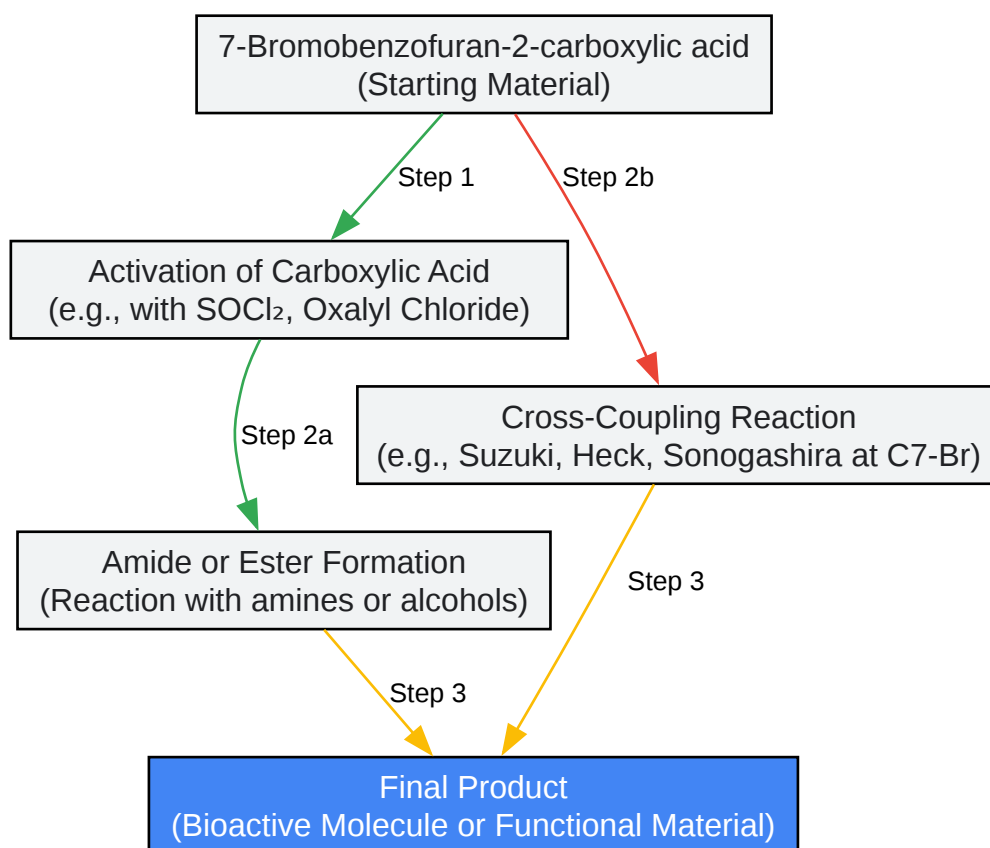 7-Bromobenzofuran-2-carboxylic acid
(Starting Material)
Step 1
Step 2b
Activation of Carboxylic Acid
(e.g., with SOCl₂, Oxalyl Chloride)
Step 2a
Cross-Coupling Reaction
(e.g., Suzuki, Heck, Sonogashira at C7-Br)
Amide or Ester Formation
(Reaction with amines or alcohols)
Step 3
Step 3
Final Product
(Bioactive Molecule or Functional Material)